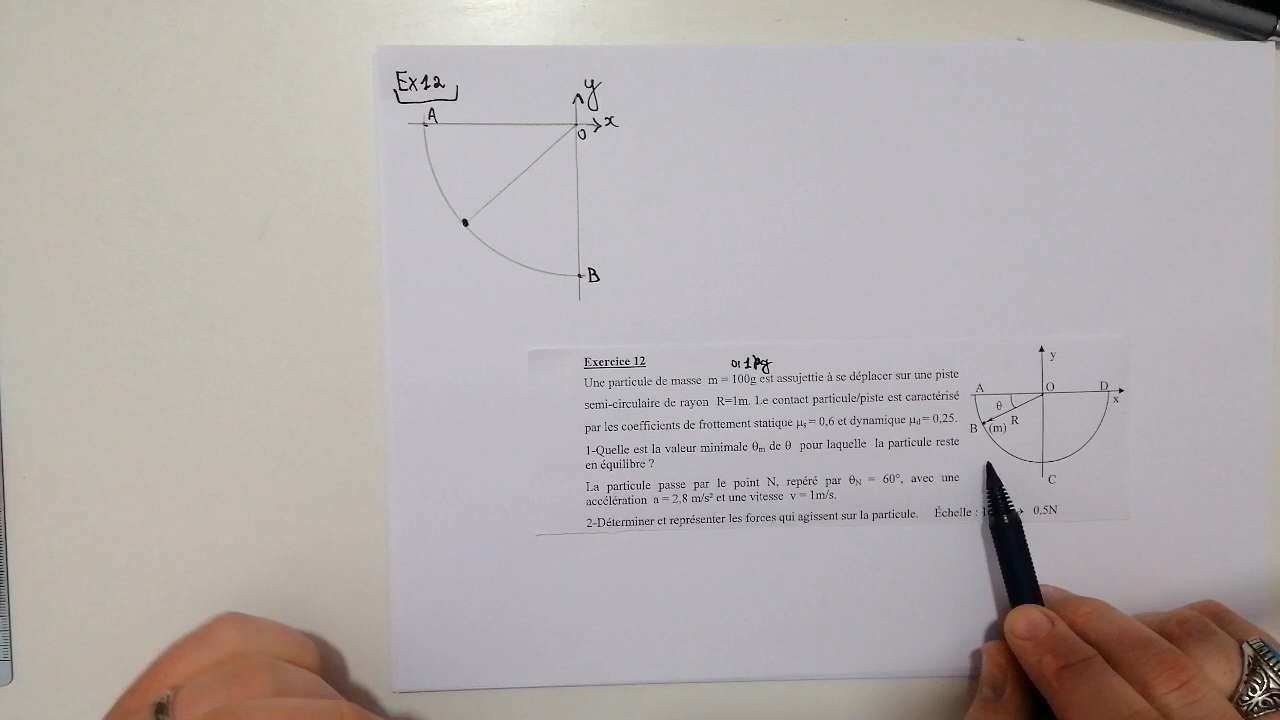 Ex12
y
A
x
O
B
Exercice 12
0,1kg
Une particule de masse m = 100g est assujettie à se déplacer sur une piste
semi-circulaire de rayon R=1m. Le contact particule/piste est caractérisé
par les coefficients de frottement statique μs = 0,6 et dynamique μd = 0,25.
1-Quelle est la valeur minimale θm de θ pour laquelle la particule reste
en équilibre ?
La particule passe par le point N, repéré par θN = 60°, avec une
accélération a = 2,8 m/s² et une vitesse v = 1m/s.
2-Déterminer et représenter les forces qui agissent sur la particule. Échelle : 0,5N
y
A O D
x
θ
B (m) R
C